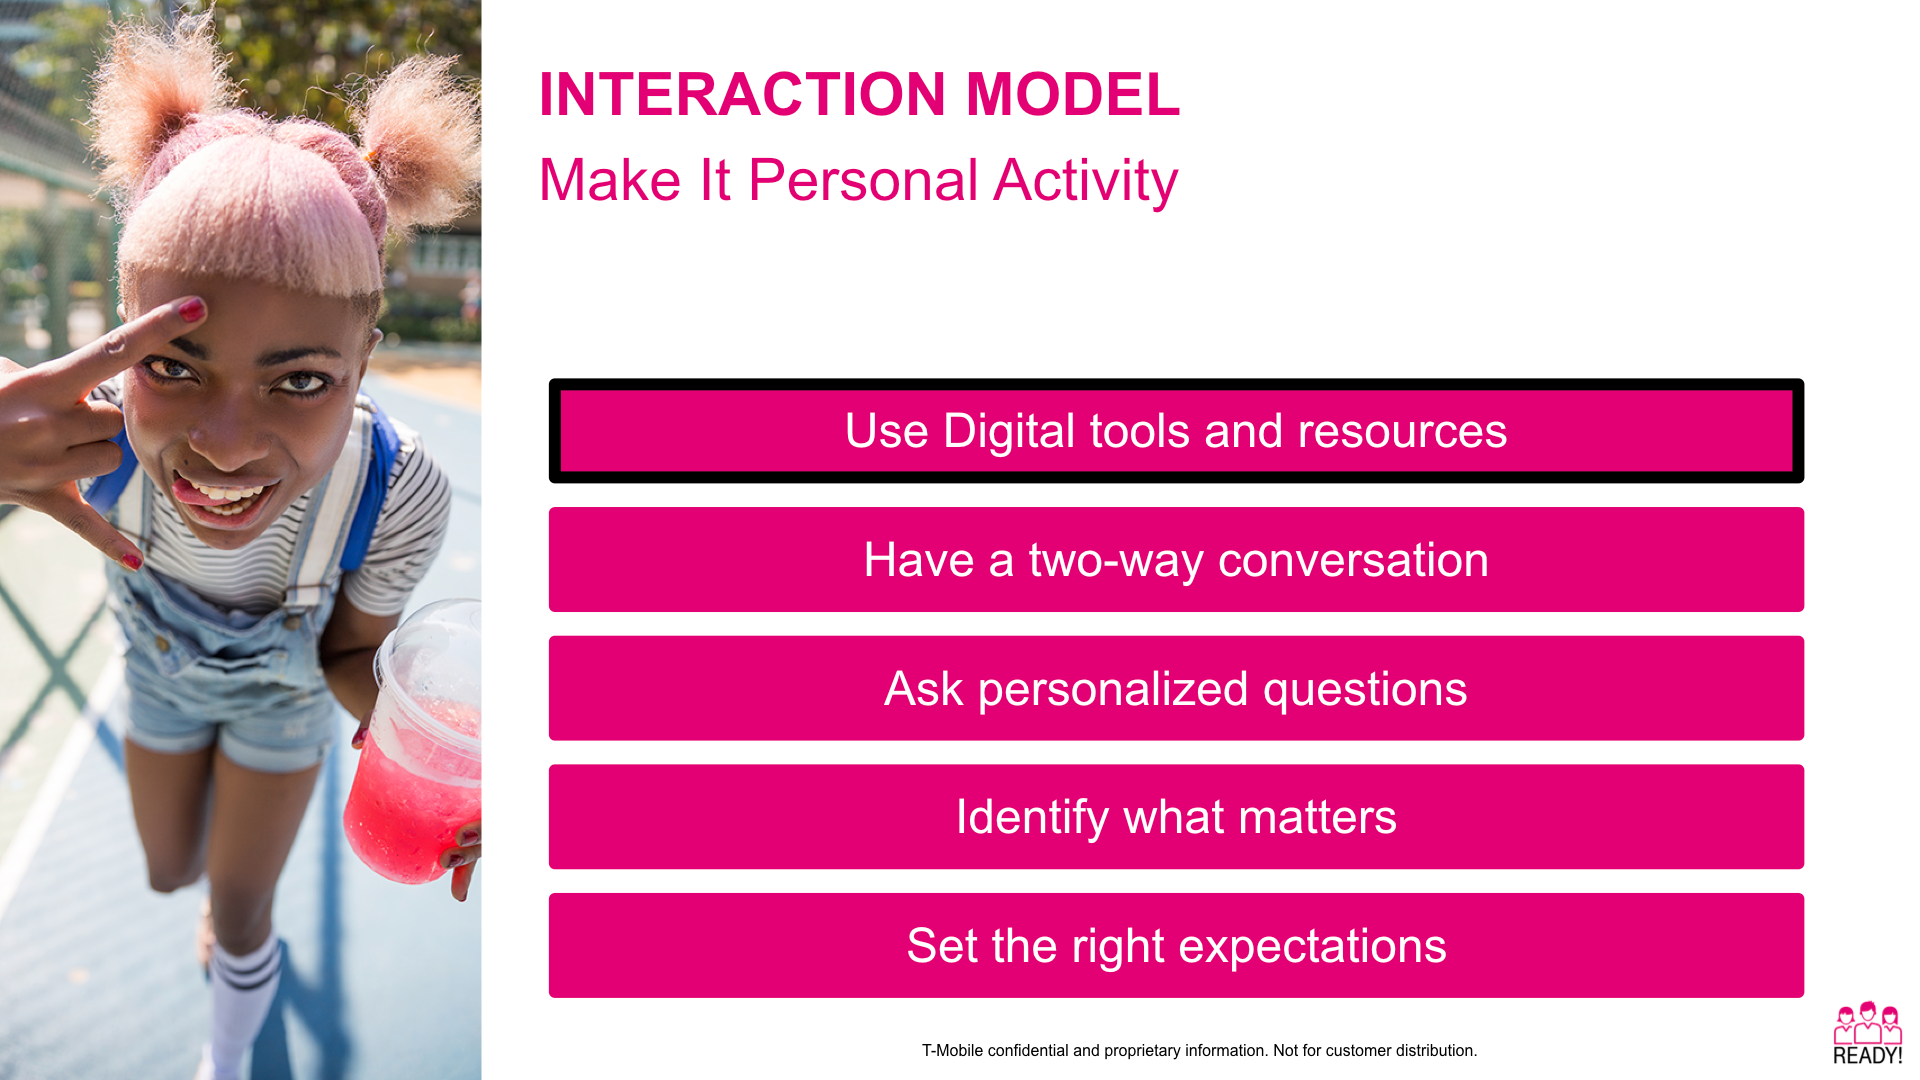 INTERACTION MODEL
Make It Personal Activity
Use Digital tools and resources
Have a two-way conversation
Ask personalized questions
Identify what matters
Set the right expectations
T-Mobile confidential and proprietary information. Not for customer distribution.
READY!